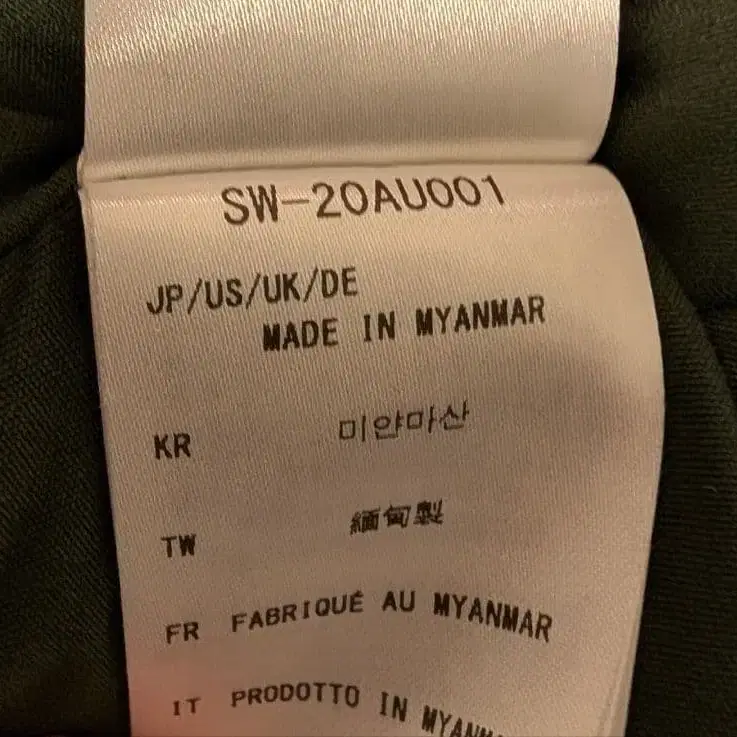 SW-20AU001
JP/US/UK/DE
MADE IN MYANMAR
KR 미얀마산
TW 緬甸製
FR FABRIQUÉ AU MYANMAR
IT PRODOTTO IN